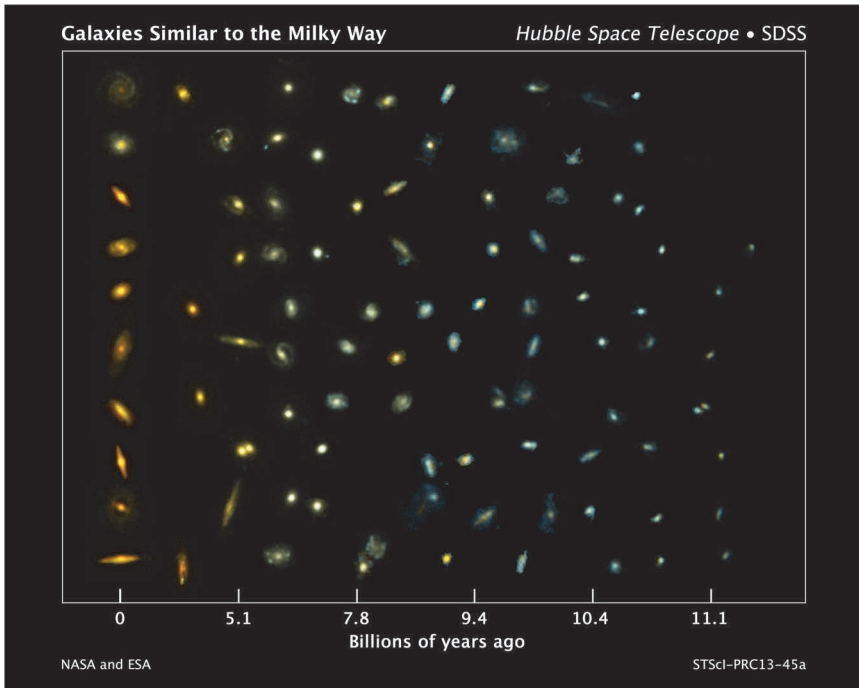 Galaxies Similar to the Milky Way
Hubble Space Telescope • SDSS
0 5.1 7.8 9.4 10.4 11.1
Billions of years ago
NASA and ESA
STScI-PRC13-45a